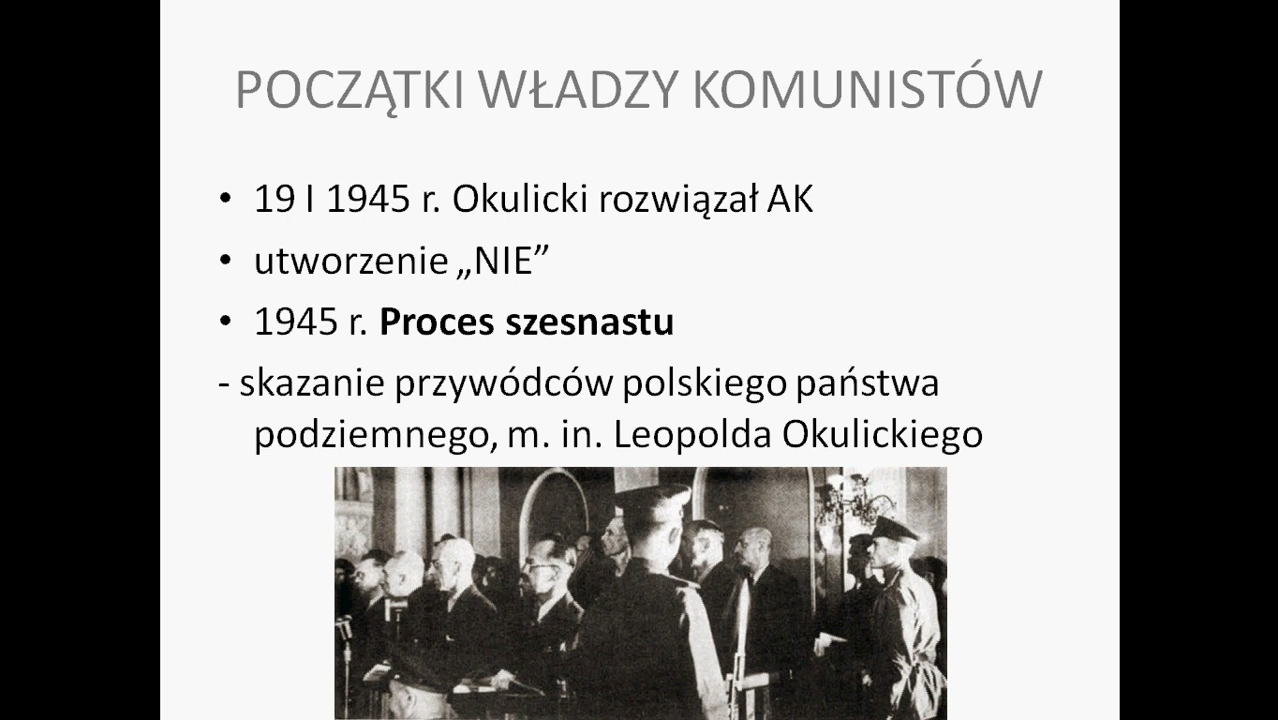 POCZĄTKI WŁADZY KOMUNISTÓW
• 19 I 1945 r. Okulicki rozwiązał AK
• utworzenie „NIE”
• 1945 r. Proces szesnastu
- skazanie przywódców polskiego państwa
podziemnego, m. in. Leopolda Okulickiego